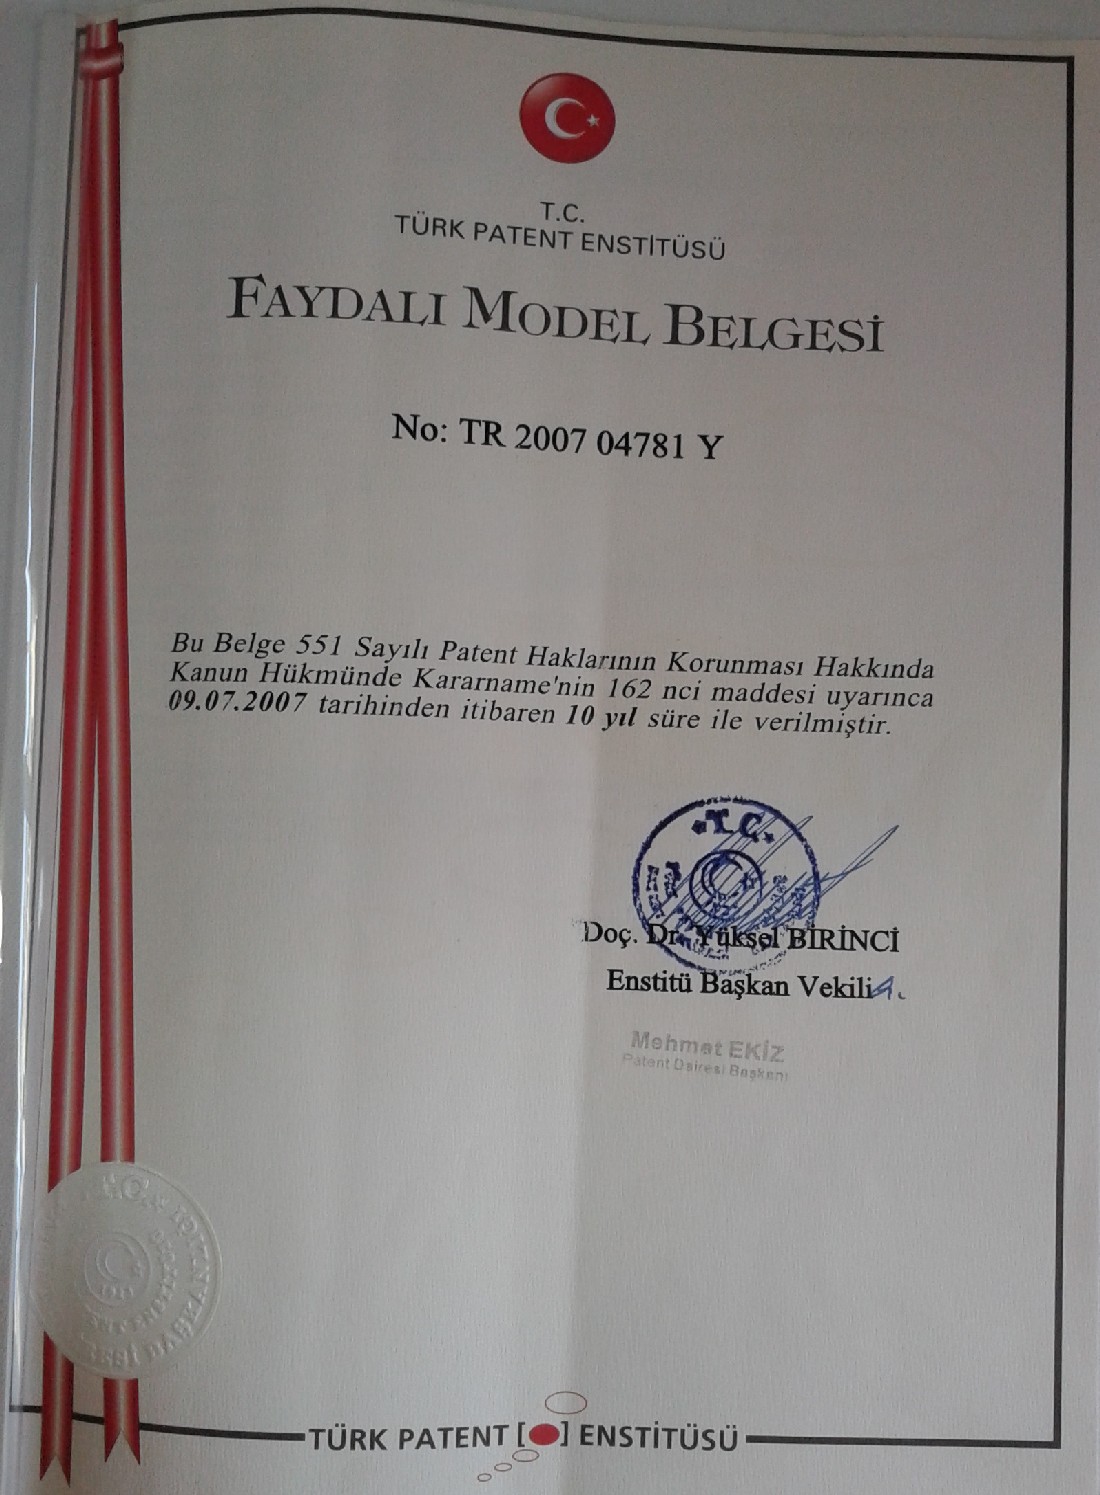 T.C.
TÜRK PATENT ENSTİTÜSÜ
FAYDALI MODEL BELGESİ
No: TR 2007 04781 Y
Bu Belge 551 Sayılı Patent Haklarının Korunması Hakkında
Kanun Hükmünde Kararname'nin 162 nci maddesi uyarınca
09.07.2007 tarihinden itibaren 10 yıl süre ile verilmiştir.
T.C.
Doç. Dr. Yüksel BİRİNCİ
Enstitü Başkan Vekili
Mehmet EKİZ
Patent Dairesi Başkanı
TÜRK PATENT [ ] ENSTİTÜSÜ